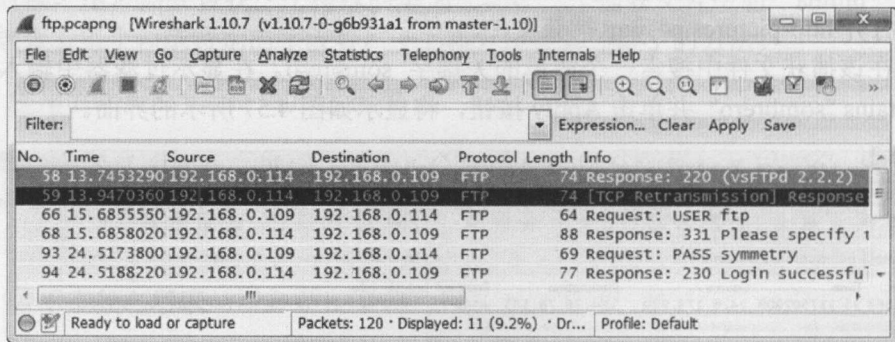 ftp.pcapng [Wireshark 1.10.7 (v1.10.7-0-g6b931a1 from master-1.10)]
File Edit View Go Capture Analyze Statistics Telephony Tools Internals Help
Filter: Expression... Clear Apply Save
No. Time Source Destination Protocol Length Info
58 13.7453290 192.168.0.114 192.168.0.109 FTP 74 Response: 220 (vsFTPd 2.2.2)
59 13.9470360 192.168.0.114 192.168.0.109 FTP 74 [TCP Retransmission] Response:
66 15.6855550 192.168.0.109 192.168.0.114 FTP 64 Request: USER ftp
68 15.6858020 192.168.0.114 192.168.0.109 FTP 88 Response: 331 Please specify t
93 24.5173800 192.168.0.109 192.168.0.114 FTP 69 Request: PASS symmetry
94 24.5188220 192.168.0.114 192.168.0.109 FTP 77 Response: 230 Login successful
Ready to load or capture Packets: 120 · Displayed: 11 (9.2%) · Dr... Profile: Default